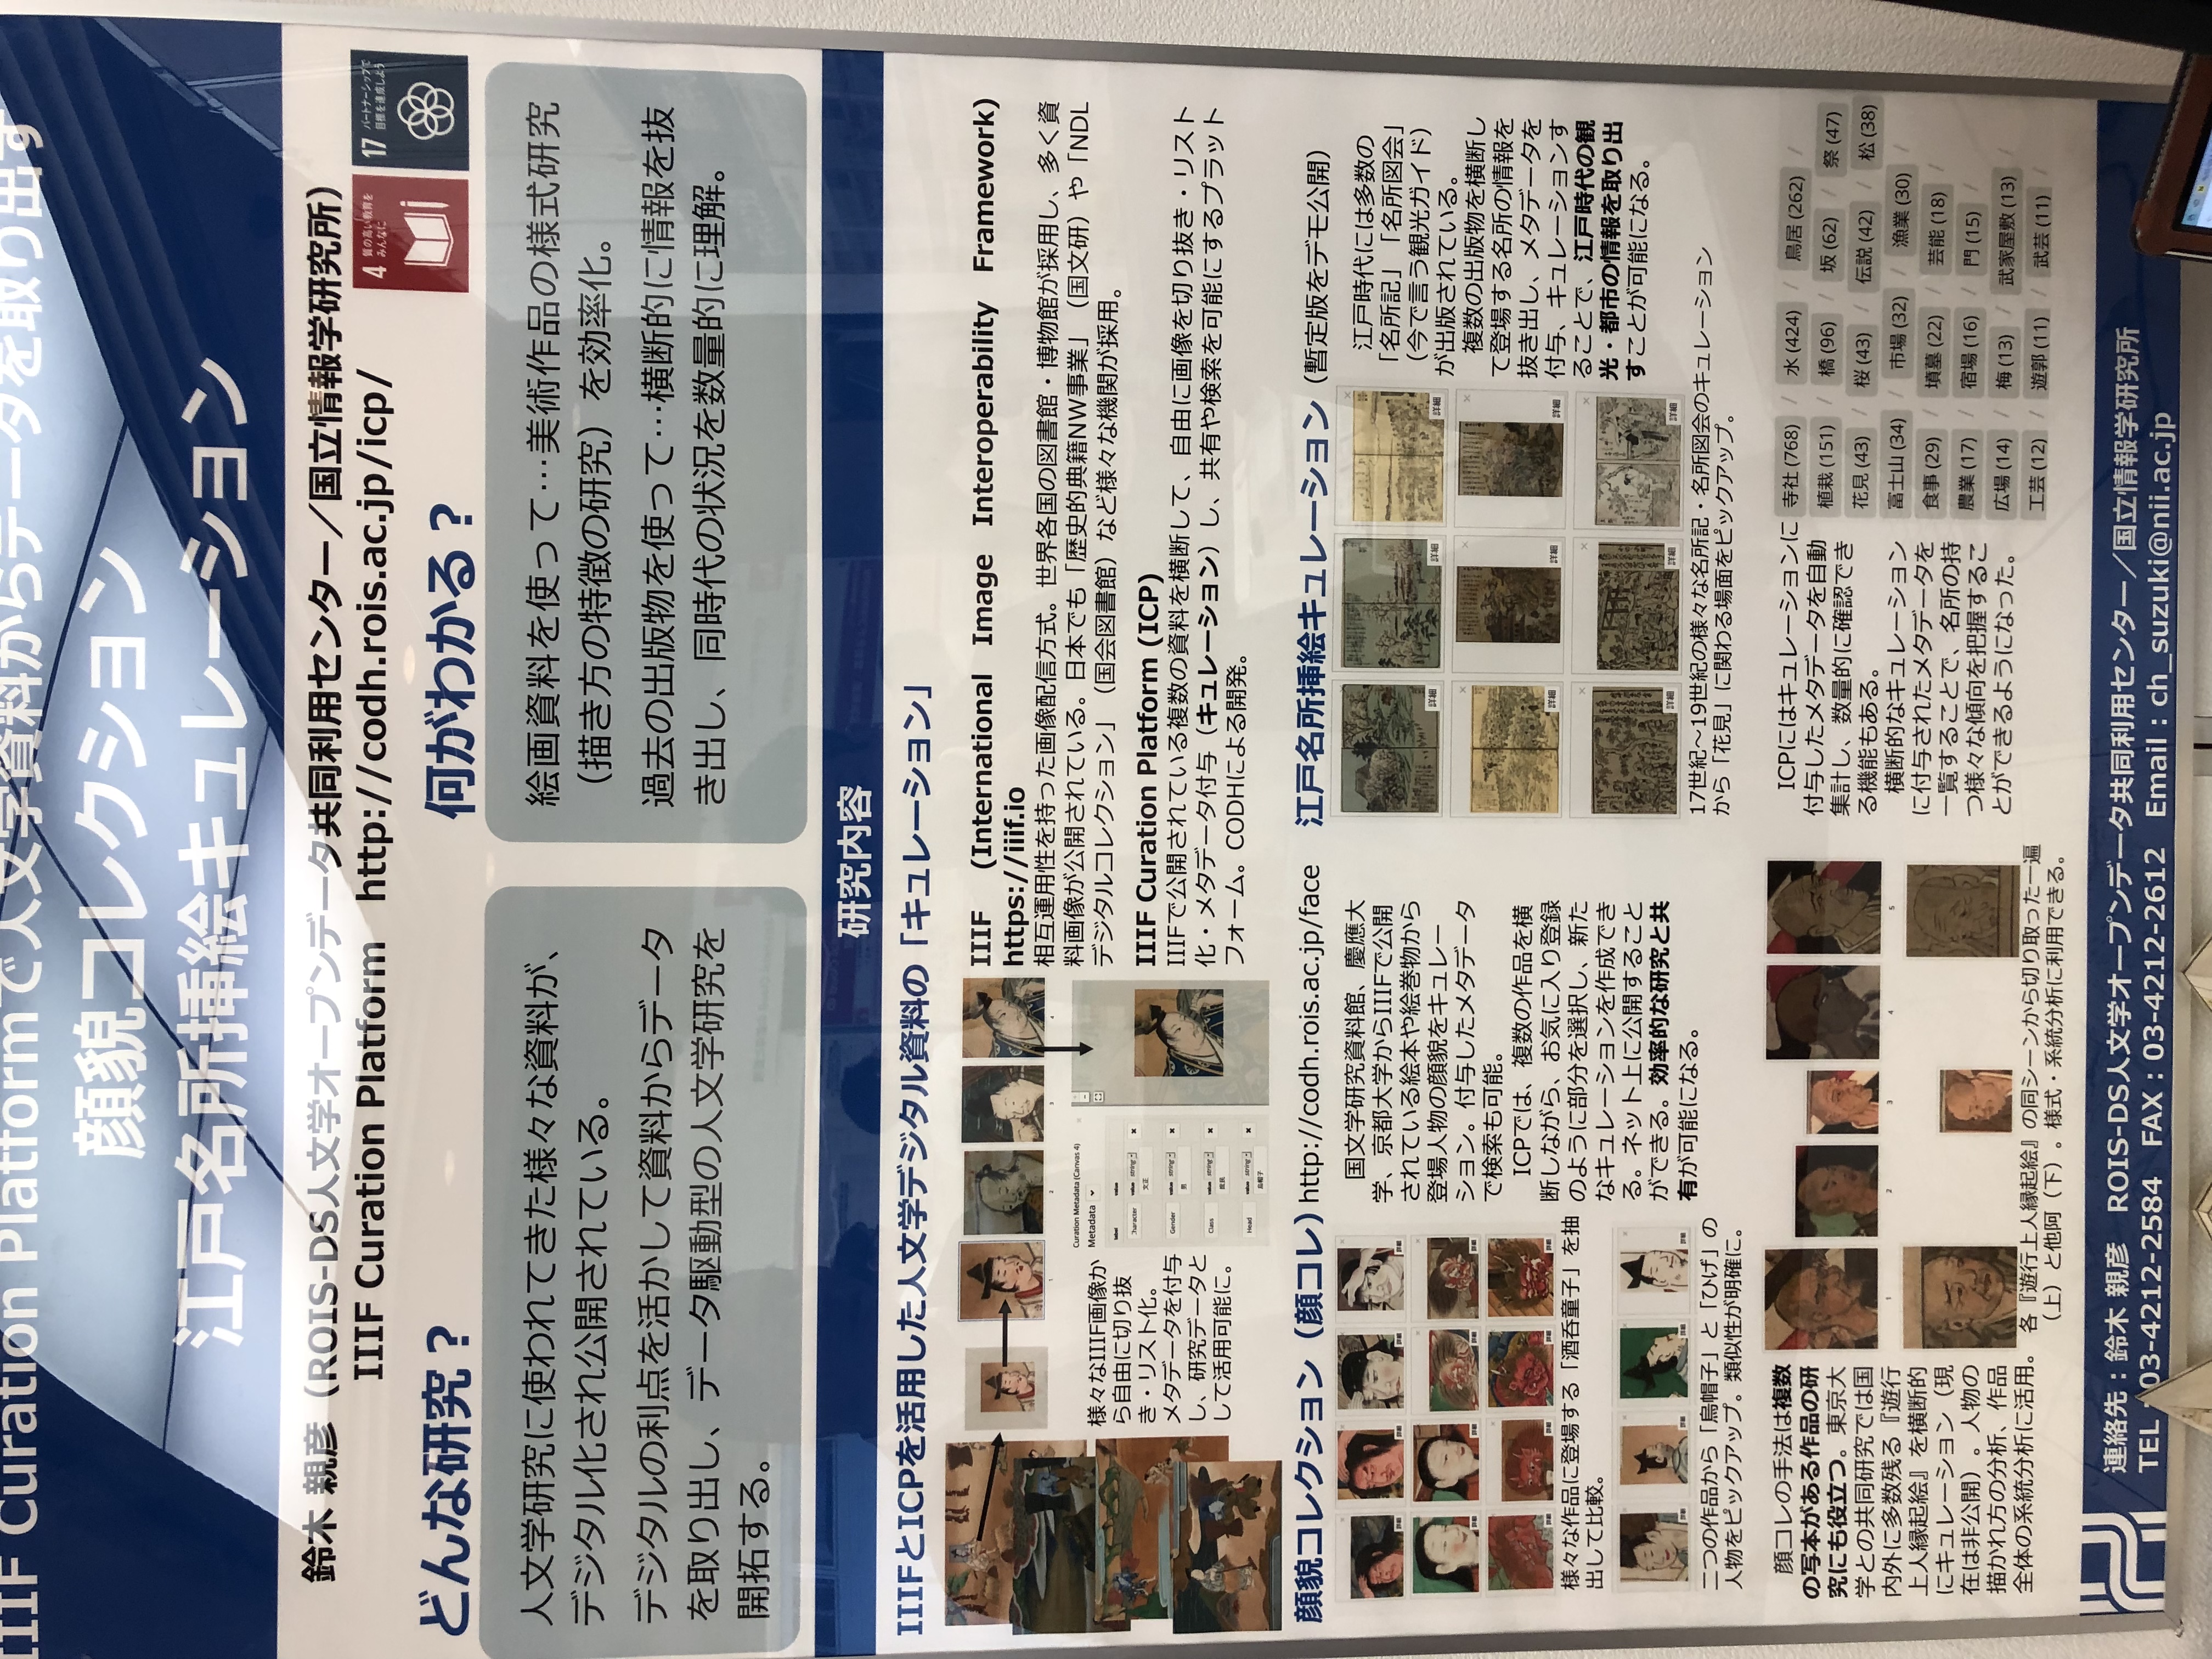 IIIF Curation Platformで人文学資料からデータを取り出す
顔貌コレクション
江戸名所挿絵キュレーション
鈴木 親彦（ROIS-DS人文学オープンデータ共同利用センター／国立情報学研究所）
IIIF Curation Platform http://codh.rois.ac.jp/icp/
4 質の高い教育を
みんなに
17 パートナーシップで
目標を達成しよう
どんな研究？
人文学研究に使われてきた様々な資料が、
デジタル化され公開されている。
デジタルの利点を活かして資料からデータ
を取り出し、データ駆動型の人文学研究を
開拓する。
何がわかる？
絵画資料を使って…美術作品の様式研究
（描き方の特徴の研究）を効率化。
過去の出版物を使って…横断的に情報を抜
き出し、同時代の状況を数量的に理解。
研究内容
IIIFとICPを活用した人文学デジタル資料の「キュレーション」
1 2 3 4
様々なIIIF画像か
ら自由に切り抜
き・リスト化。
メタデータを付与
し、研究データと
して活用可能に。
Curation Metadata (Canvas 4)
Metadata
label value
Character value string
文正
Gender value string
男
Class value string
庶民
Head value string
烏帽子
IIIF (International Image Interoperability Framework)
https://iiif.io
相互運用性を持った画像配信方式。世界各国の図書館・博物館が採用し、多く資
料画像が公開されている。日本でも「歴史的典籍NW事業」（国文研）や「NDL
デジタルコレクション」（国会図書館）など様々な機関が採用。
IIIF Curation Platform (ICP)
IIIFで公開されている複数の資料を横断して、自由に画像を切り抜き・リスト
化・メタデータ付与（キュレーション）し、共有や検索を可能にするプラット
フォーム。CODHによる開発。
顔貌コレクション（顔コレ）http://codh.rois.ac.jp/face
詳細 詳細 詳細 詳細
詳細 詳細 詳細 詳細
詳細 詳細 詳細 詳細
様々な作品に登場する「酒呑童子」を抽
出して比較。
詳細 詳細 詳細 詳細
二つの作品から「烏帽子」と「ひげ」の
人物をピックアップ。類似性が明確に。
国文学研究資料館、慶應大
学、京都大学からIIIFで公開
されている絵本や絵巻物から
登場人物の顔貌をキュレー
ション。付与したメタデータ
で検索も可能。
ICPでは、複数の作品を横
断しながら、お気に入り登録
のように部分を選択し、新た
なキュレーションを作成でき
る。ネット上に公開すること
ができる。効率的な研究と共
有が可能になる。
顔コレの手法は複数
の写本がある作品の研
究にも役立つ。東京大
学との共同研究では国
内外に多数残る『遊行
上人縁起絵』を横断的
にキュレーション（現
在は非公開）。人物の
描かれ方の分析、作品
全体の系統分析に活用。
1 2 3 4 5
各『遊行上人縁起絵』の同シーンから切り取った一遍
（上）と他阿（下）。様式・系統分析に利用できる。
江戸名所挿絵キュレーション（暫定版をデモ公開）
詳細 詳細 詳細
詳細 詳細 詳細
詳細 詳細 詳細
江戸時代には多数の
「名所記」「名所図会」
（今で言う観光ガイド）
が出版されている。
複数の出版物を横断し
て登場する名所の情報を
抜き出し、メタデータを
付与、キュレーションす
ることで、江戸時代の観
光・都市の情報を取り出
すことが可能になる。
17世紀～19世紀の様々な名所記・名所図会のキュレーション
から「花見」に関わる場面をピックアップ。
ICPにはキュレーションに
付与したメタデータを自動
集計し、数量的に確認でき
る機能もある。
横断的なキュレーション
に付与されたメタデータを
一覧することで、名所の持
つ様々な傾向を把握するこ
とができるようになった。
寺社 (768) / 水 (424) / 鳥居 (262) /
植栽 (151) / 橋 (96) / 坂 (62) / 祭 (47)
花見 (43) / 桜 (43) / 伝説 (42) / 松 (38)
富士山 (34) / 市場 (32) / 漁業 (30) /
食事 (29) / 墳墓 (22) / 芸能 (18) /
農業 (17) / 宿場 (16) / 門 (15) /
広場 (14) / 梅 (13) / 武家屋敷 (13) /
工芸 (12) / 遊郭 (11) / 武芸 (11) /
連絡先：鈴木 親彦 ROIS-DS人文学オープンデータ共同利用センター／国立情報学研究所
TEL：03-4212-2584 FAX：03-4212-2612 Email：ch_suzuki@nii.ac.jp